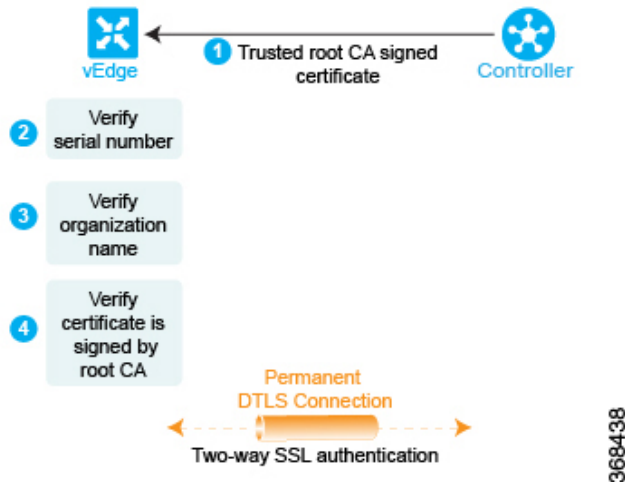 vEdge
1 Trusted root CA signed
certificate
Controller
2 Verify
serial number
3 Verify
organization
name
4 Verify
certificate is
signed by
root CA
Permanent
DTLS Connection
Two-way SSL authentication
368438